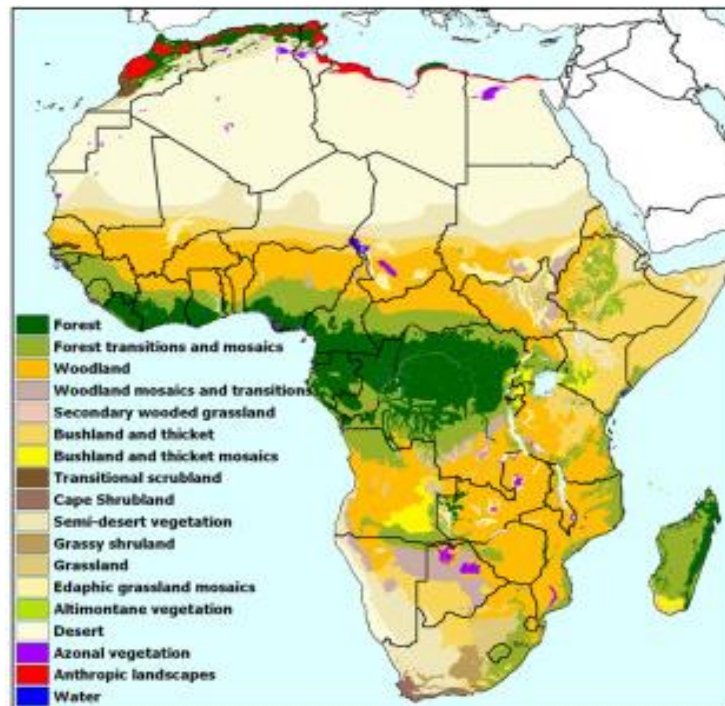 Forest
Forest transitions and mosaics
Woodland
Woodland mosaics and transitions
Secondary wooded grassland
Bushland and thicket
Bushland and thicket mosaics
Transitional scrubland
Cape Shrubland
Semi-desert vegetation
Grassy shruland
Grassland
Edaphic grassland mosaics
Altimontane vegetation
Desert
Azonal vegetation
Anthropic landscapes
Water